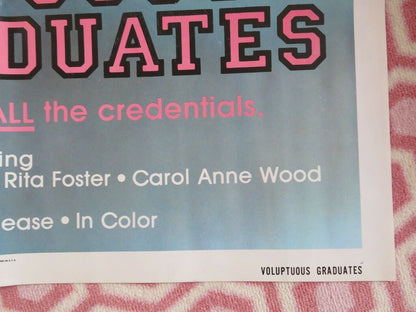 DUATES
ALL the credentials.
ing
Rita Foster • Carol Anne Wood
ease • In Color
VOLUPTUOUS GRADUATES